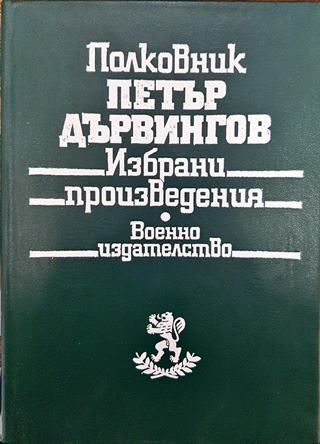 Полковник
ПЕТЪР
ДЪРВИНГОВ
Избрани
произведения
•
Военно
издателство